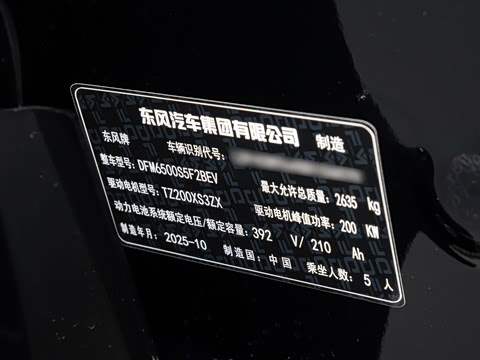 东风汽车集团有限公司 制造
东风牌 车辆识别代号:
整车型号: DFM6500S5F2BEV 最大允许总质量: 2635 kg
驱动电机型号: TZ200XS3ZX 驱动电机峰值功率: 200 KW
动力电池系统额定电压/额定容量: 392 V/ 210 Ah
制造年月: 2025-10 制造国: 中国 乘坐人数: 5 人